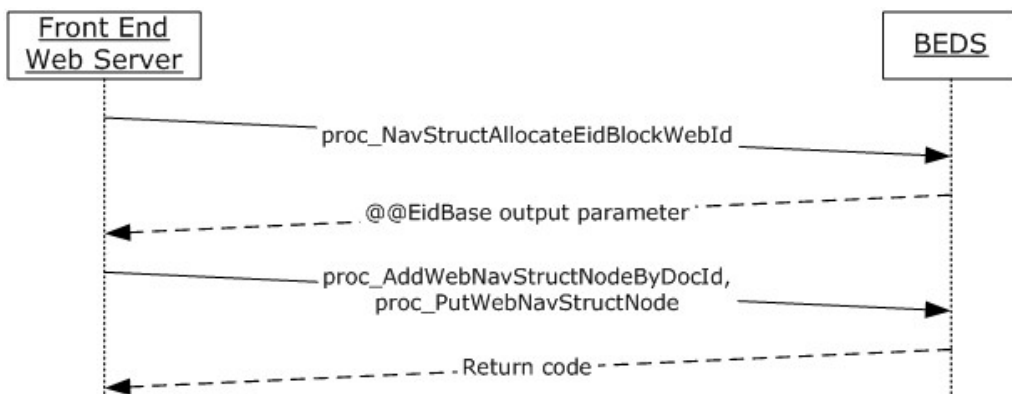 Front End
Web Server
BEDS
proc_NavStructAllocateEidBlockWebId
@@EidBase output parameter
proc_AddWebNavStructNodeByDocId,
proc_PutWebNavStructNode
Return code